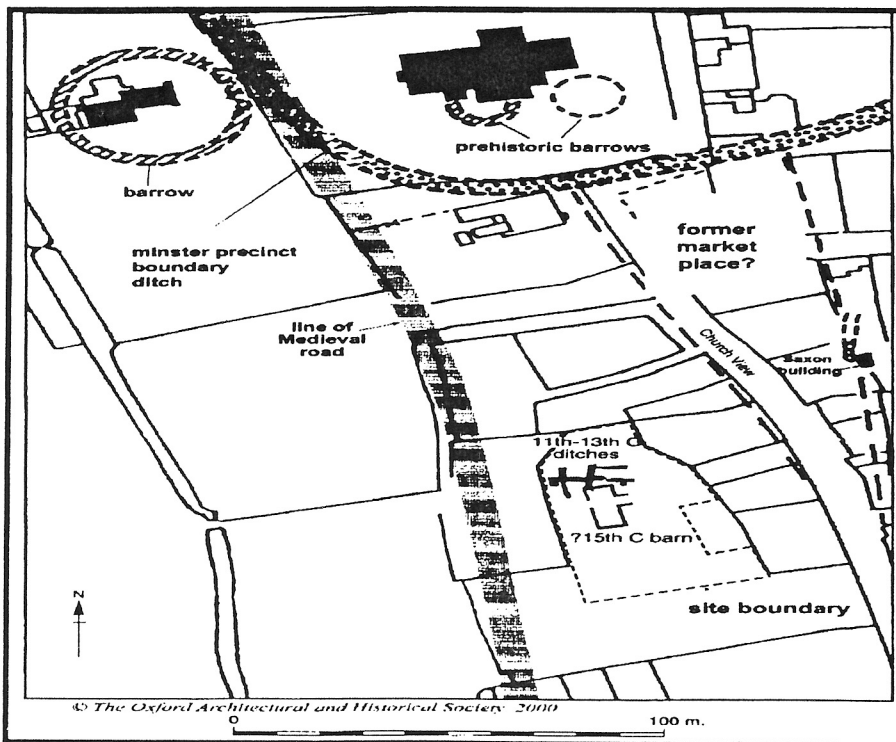 prehistoric barrows
barrow
minster precinct
boundary
ditch
former
market
place?
line of
Medieval
road
Church View
Saxon
building
11th-13th C
ditches
?15th C barn
site boundary
N
© The Oxford Architectural and Historical Society 2000
0
100 m.